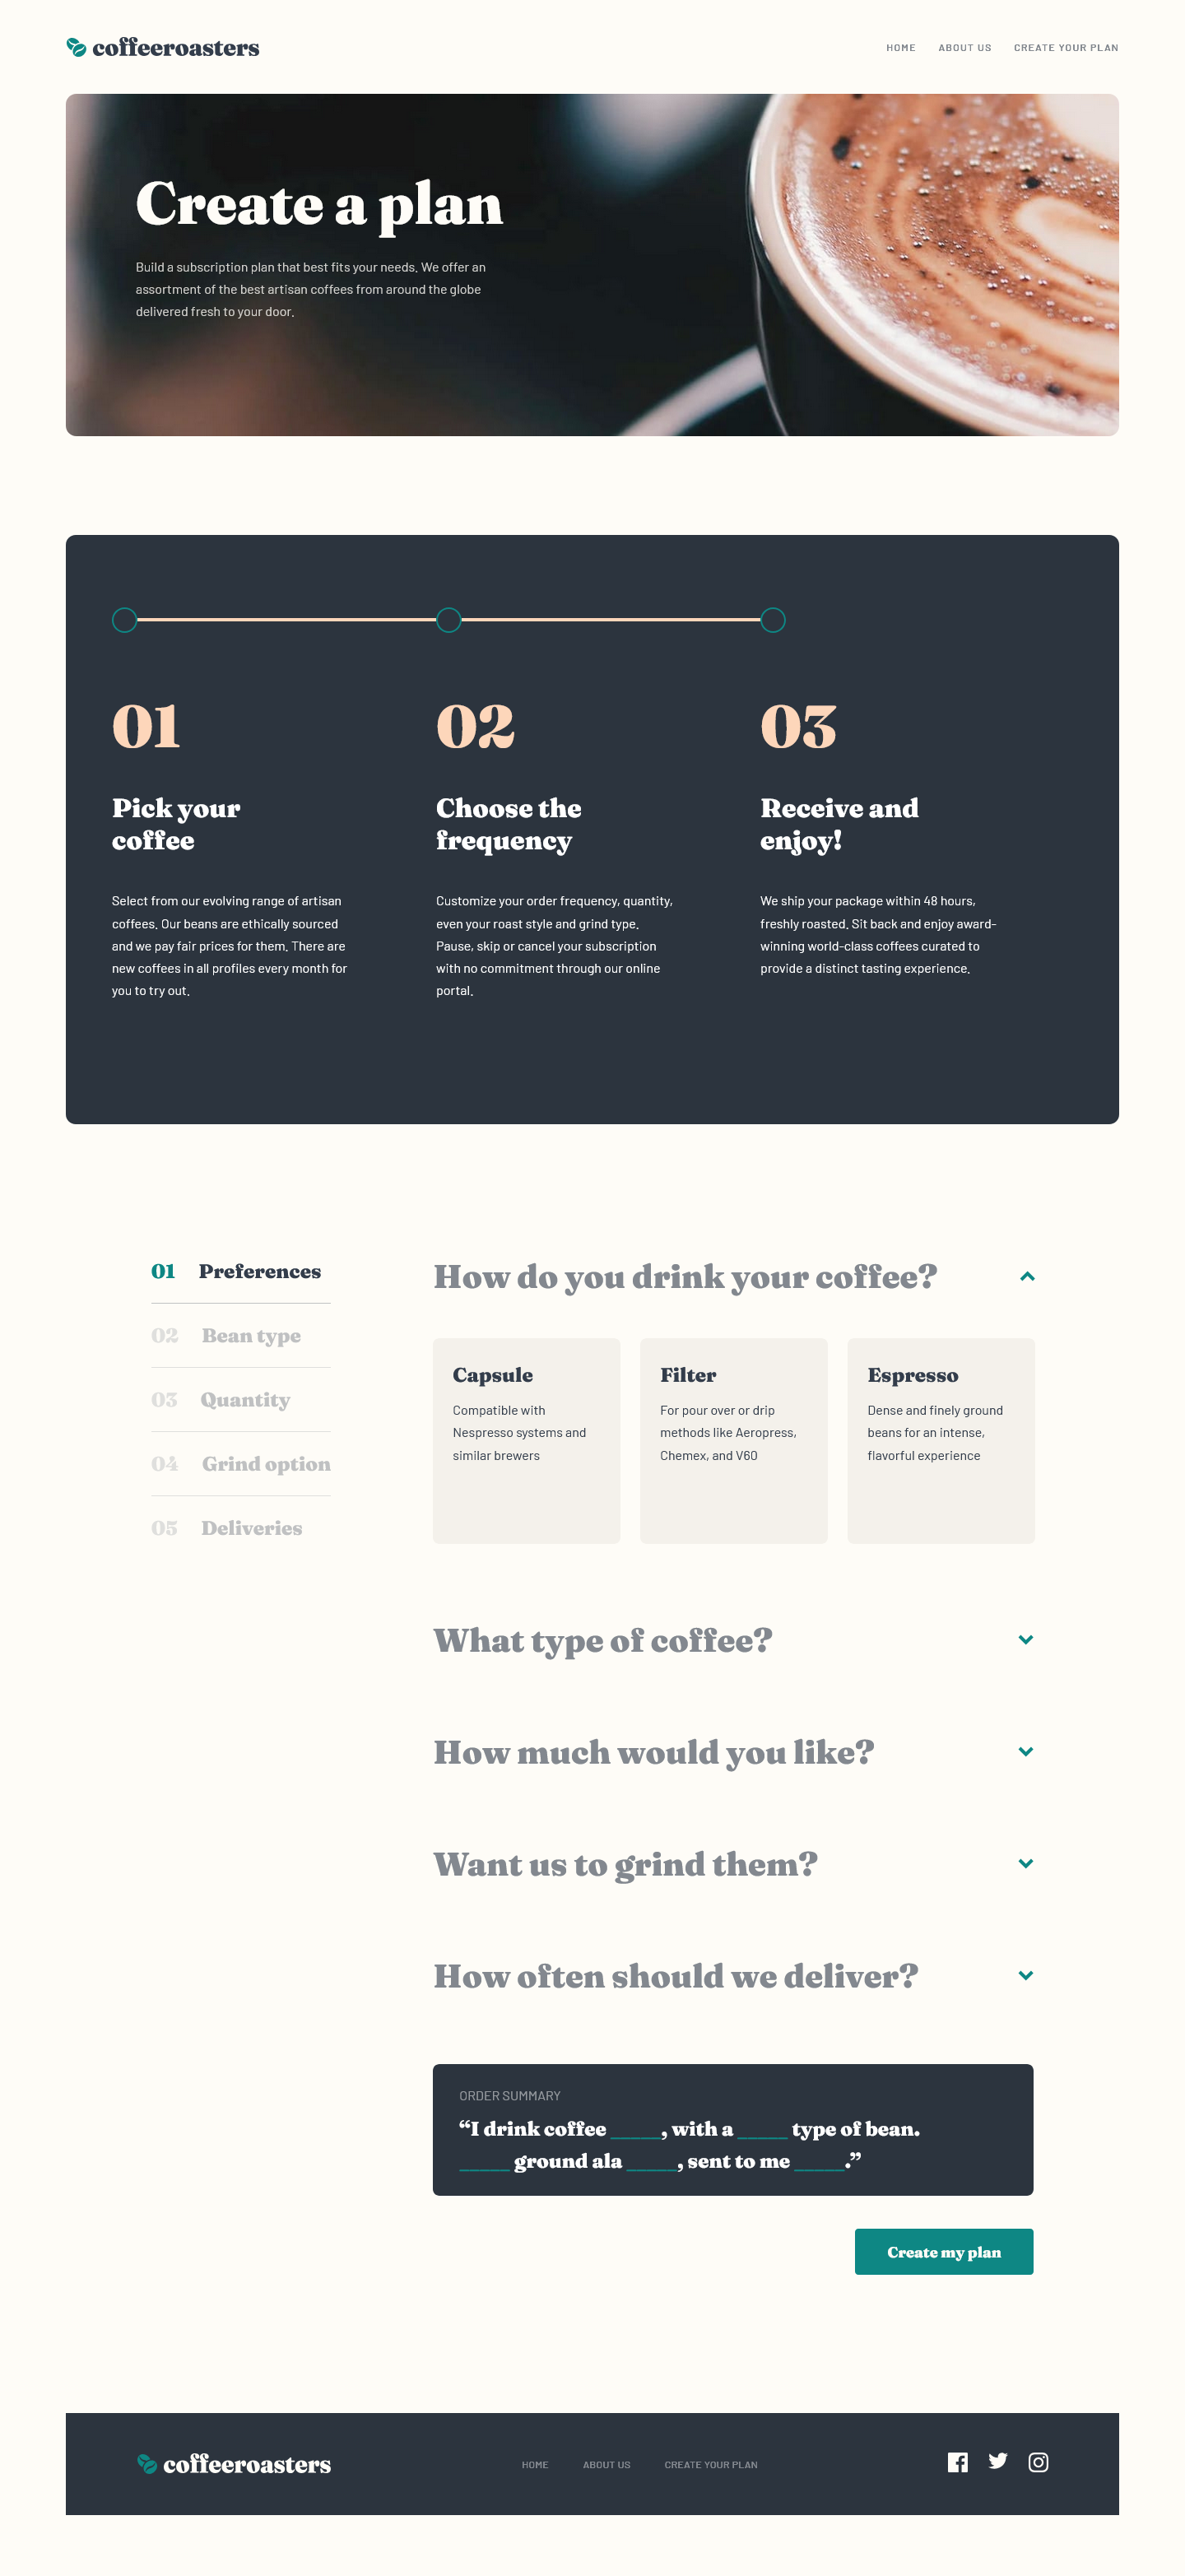 coffeeroasters
HOME ABOUT US CREATE YOUR PLAN
Create a plan
Build a subscription plan that best fits your needs. We offer an
assortment of the best artisan coffees from around the globe
delivered fresh to your door.
01
Pick your
coffee
Select from our evolving range of artisan
coffees. Our beans are ethically sourced
and we pay fair prices for them. There are
new coffees in all profiles every month for
you to try out.
02
Choose the
frequency
Customize your order frequency, quantity,
even your roast style and grind type.
Pause, skip or cancel your subscription
with no commitment through our online
portal.
03
Receive and
enjoy!
We ship your package within 48 hours,
freshly roasted. Sit back and enjoy award-
winning world-class coffees curated to
provide a distinct tasting experience.
01 Preferences
02 Bean type
03 Quantity
04 Grind option
05 Deliveries
How do you drink your coffee?
Capsule
Compatible with
Nespresso systems and
similar brewers
Filter
For pour over or drip
methods like Aeropress,
Chemex, and V60
Espresso
Dense and finely ground
beans for an intense,
flavorful experience
What type of coffee?
How much would you like?
Want us to grind them?
How often should we deliver?
ORDER SUMMARY
“I drink coffee _____, with a _____ type of bean.
_____ ground ala _____, sent to me _____.”
Create my plan
coffeeroasters
HOME ABOUT US CREATE YOUR PLAN